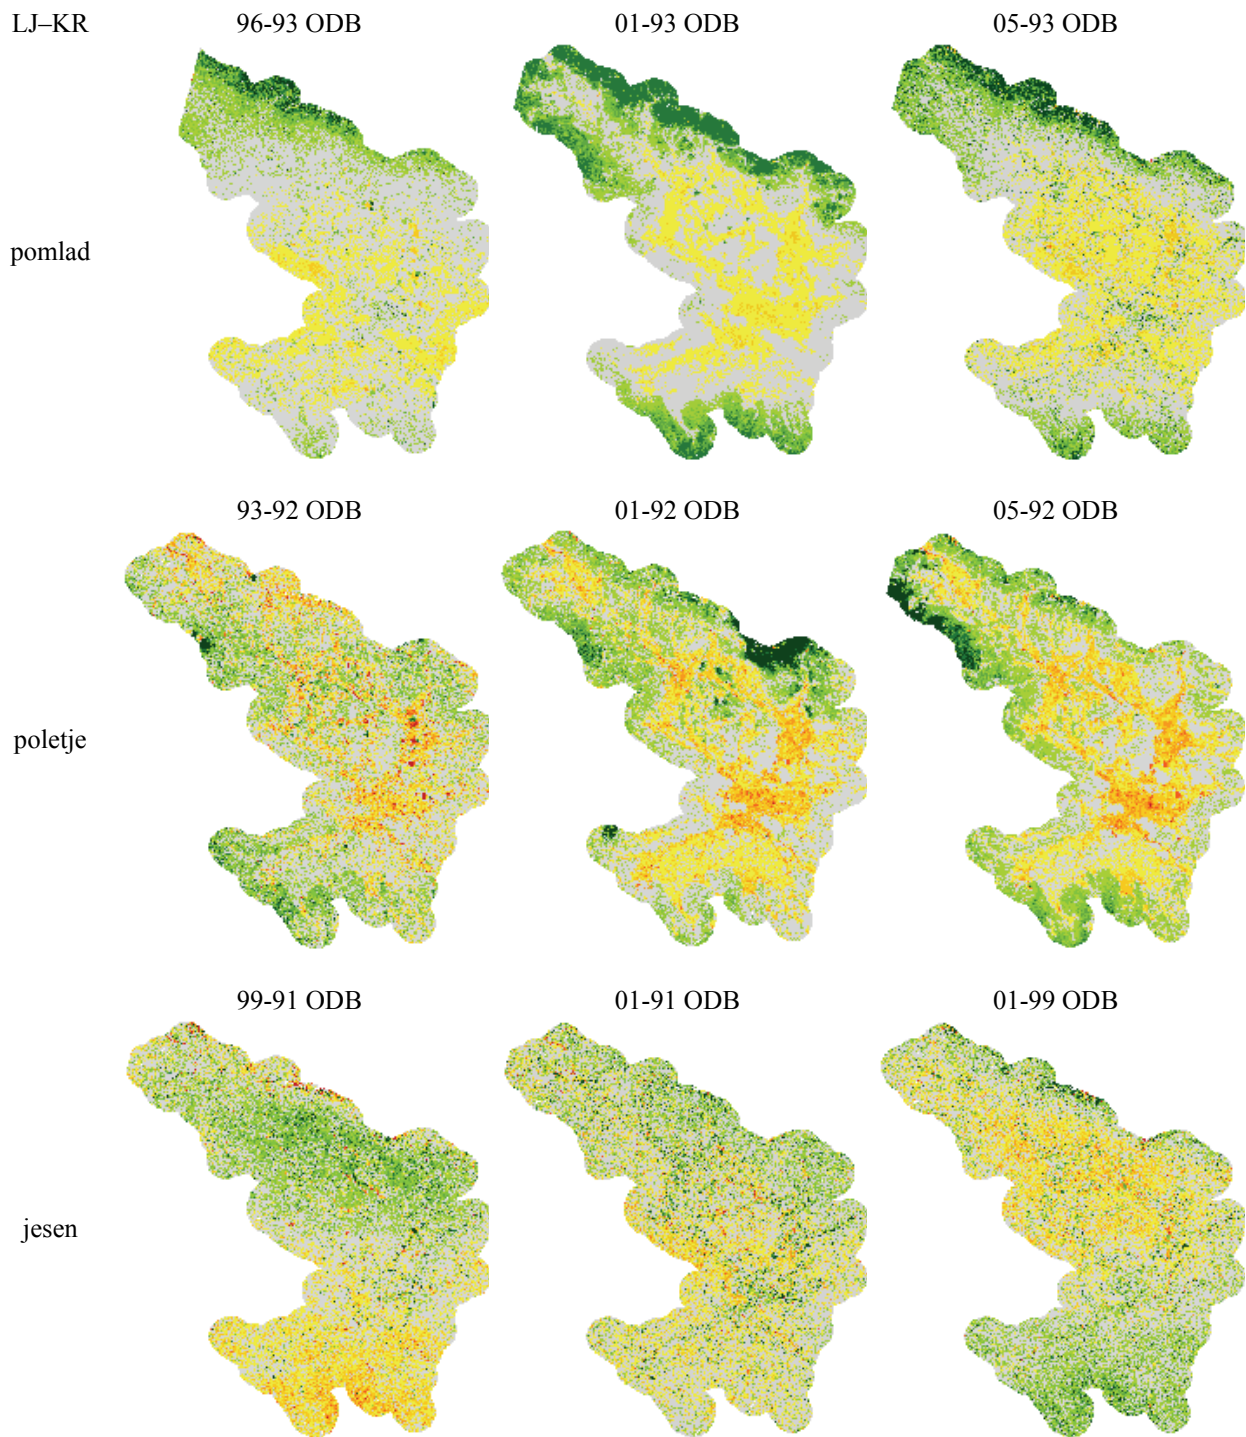 LJ–KR 96-93 ODB 01-93 ODB 05-93 ODB
pomlad
93-92 ODB 01-92 ODB 05-92 ODB
poletje
99-91 ODB 01-91 ODB 01-99 ODB
jesen